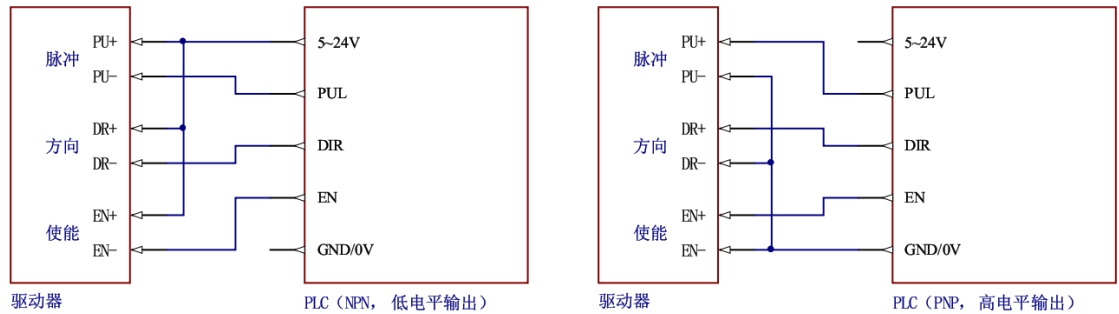 PU+
脉冲
PU-
DR+
方向
DR-
EN+
使能
EN-
驱动器
5~24V
PUL
DIR
EN
GND/0V
PLC（NPN， 低电平输出）
PU+
脉冲
PU-
DR+
方向
DR-
EN+
使能
EN-
驱动器
5~24V
PUL
DIR
EN
GND/0V
PLC（PNP， 高电平输出）